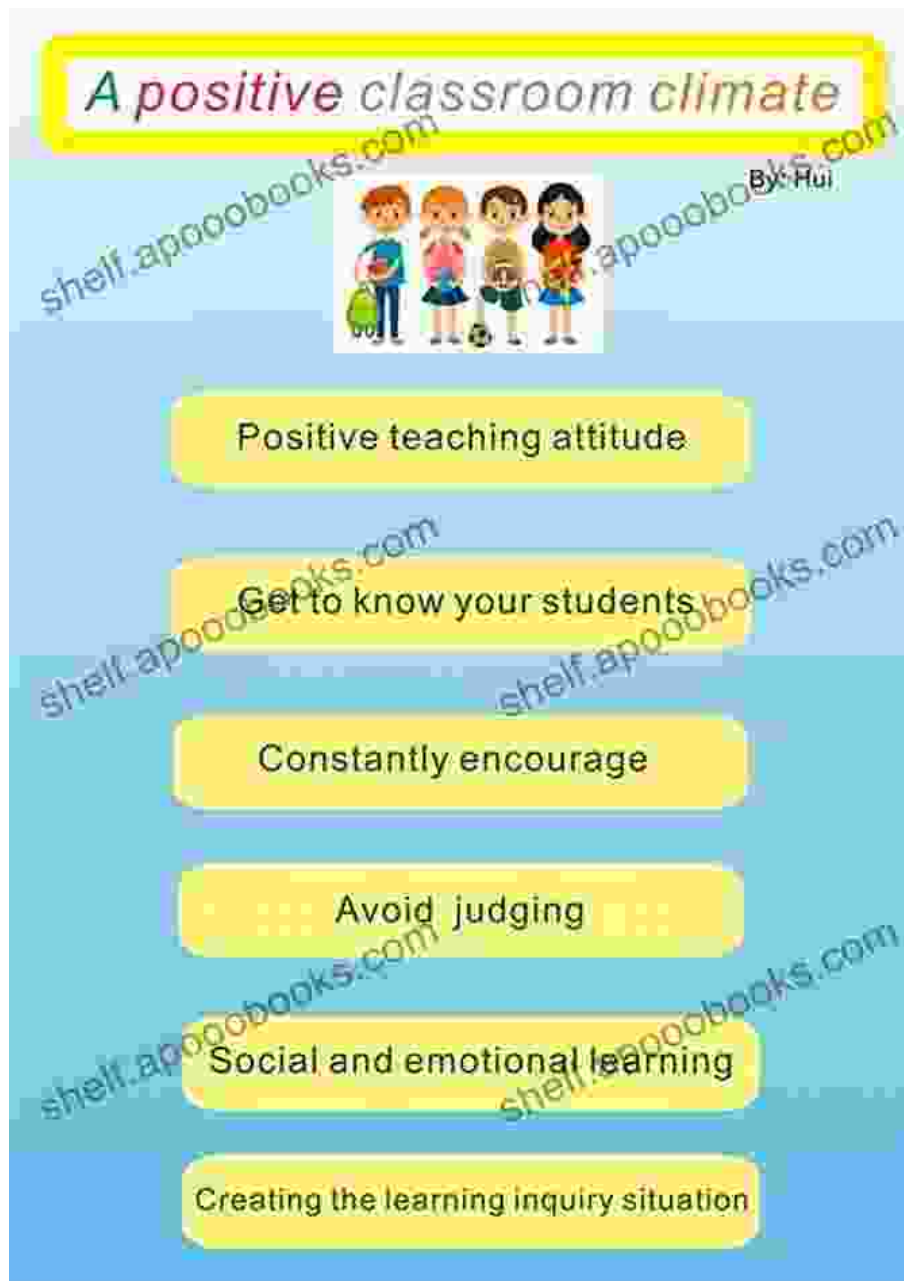 A positive classroom climate
By: Hui
Positive teaching attitude
Get to know your students
Constantly encourage
Avoid judging
Social and emotional learning
Creating the learning inquiry situation
shelf.apooobooks.com
shelf.apooobooks.com
shelf.apooobooks.com
shelf.apooobooks.com
shelf.apooobooks.com
shelf.apooobooks.com